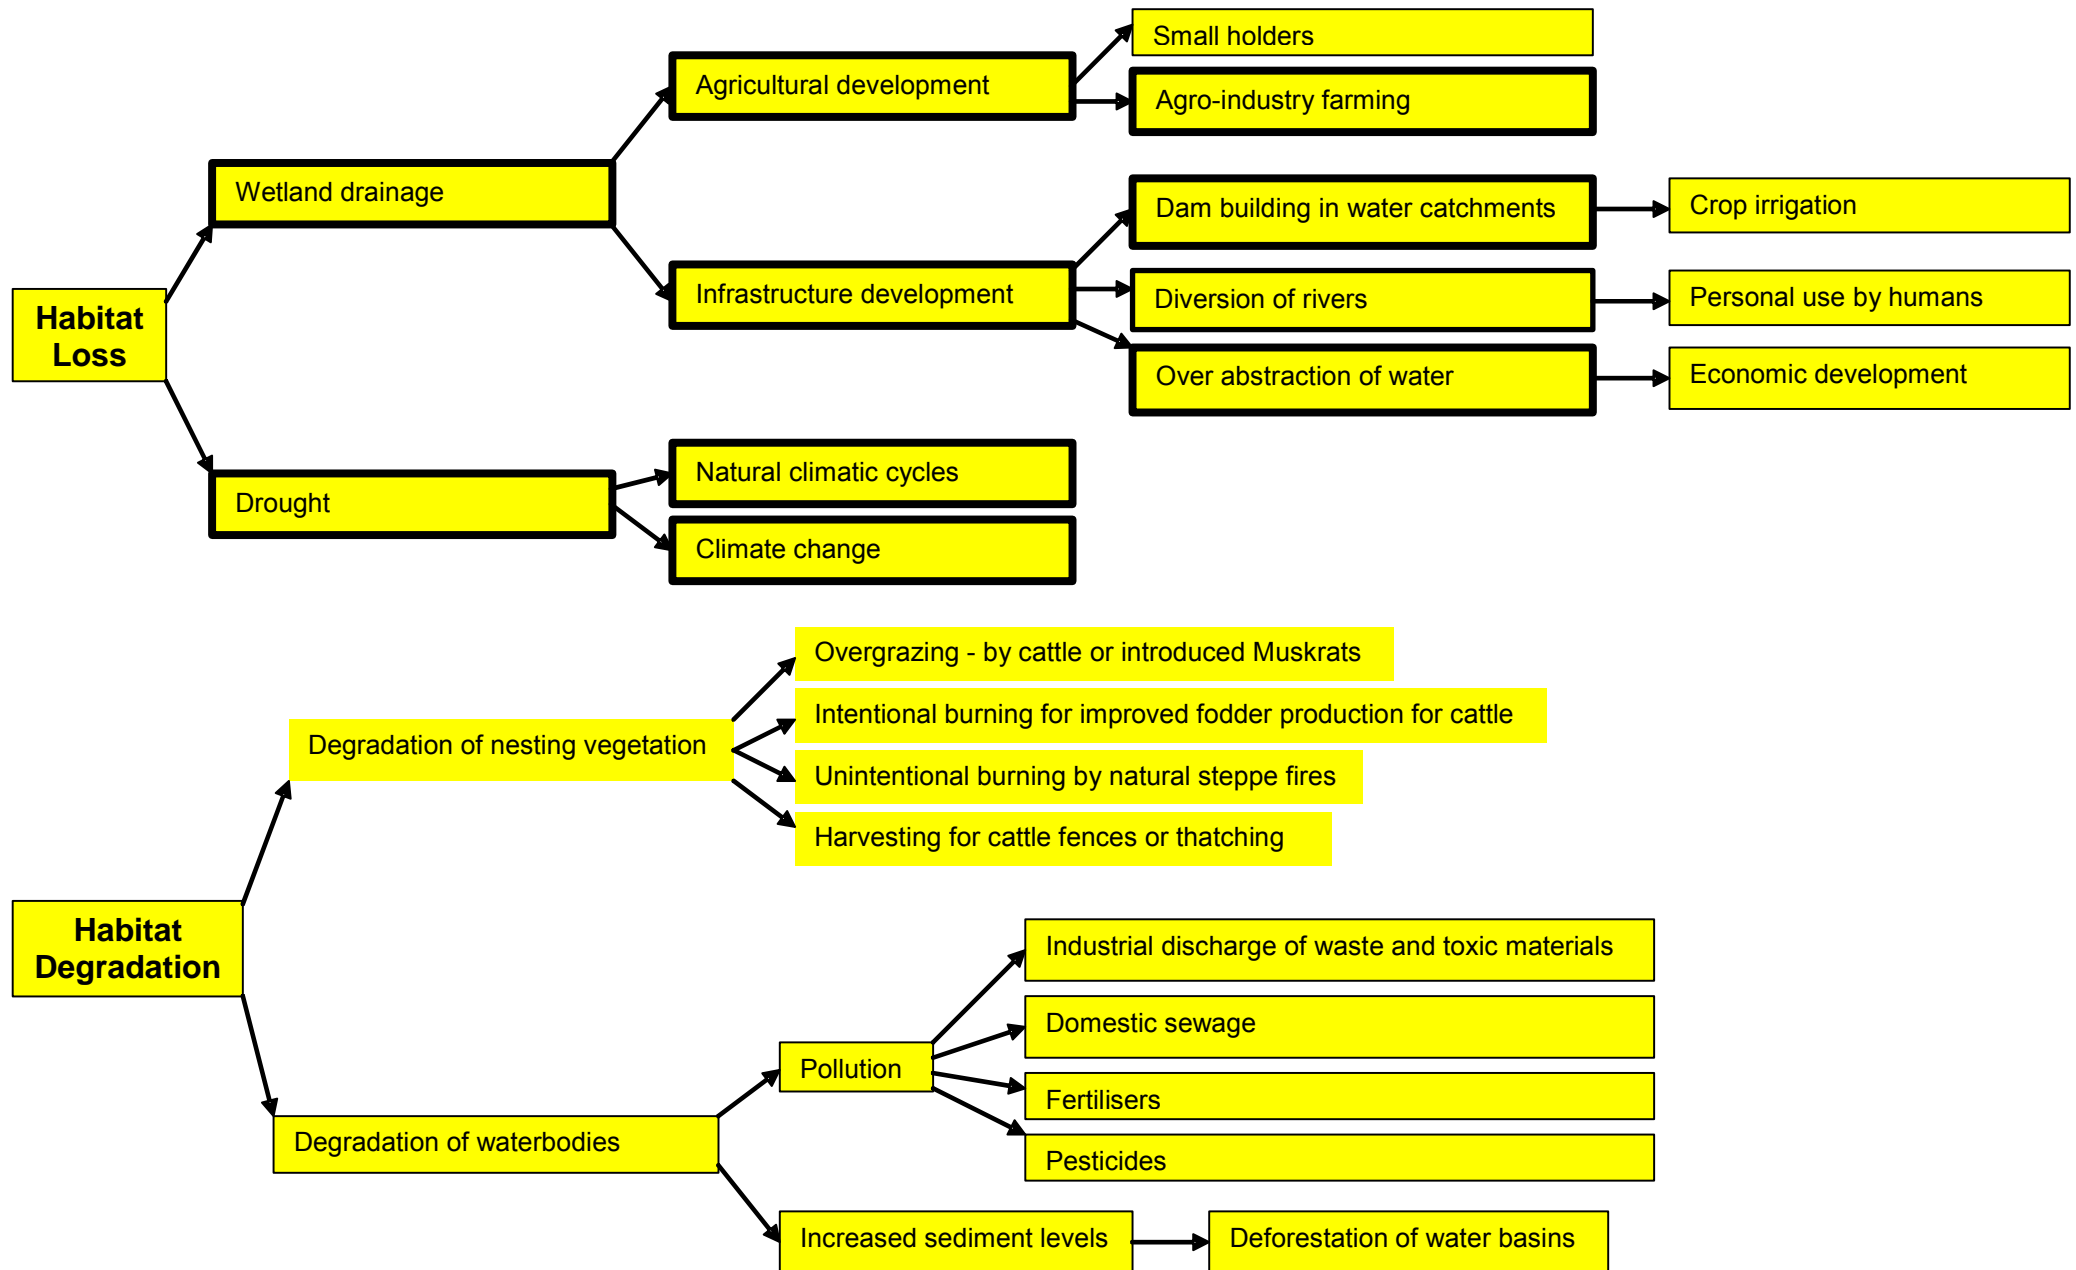 Small holders
Agricultural development
Agro-industry farming
Wetland drainage
Dam building in water catchments
Crop irrigation
Infrastructure development
Diversion of rivers
Personal use by humans
Habitat
Loss
Over abstraction of water
Economic development
Natural climatic cycles
Drought
Climate change
Overgrazing - by cattle or introduced Muskrats
Intentional burning for improved fodder production for cattle
Degradation of nesting vegetation
Unintentional burning by natural steppe fires
Harvesting for cattle fences or thatching
Habitat
Degradation
Industrial discharge of waste and toxic materials
Domestic sewage
Pollution
Fertilisers
Degradation of waterbodies
Pesticides
Increased sediment levels
Deforestation of water basins